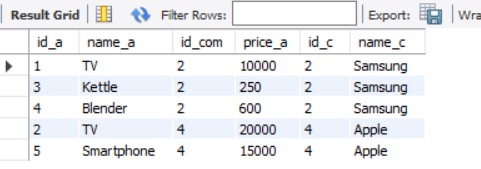 Result Grid Filter Rows: Export: Wra
id_a name_a id_com price_a id_c name_c
1 TV 2 10000 2 Samsung
3 Kettle 2 250 2 Samsung
4 Blender 2 600 2 Samsung
2 TV 4 20000 4 Apple
5 Smartphone 4 15000 4 Apple